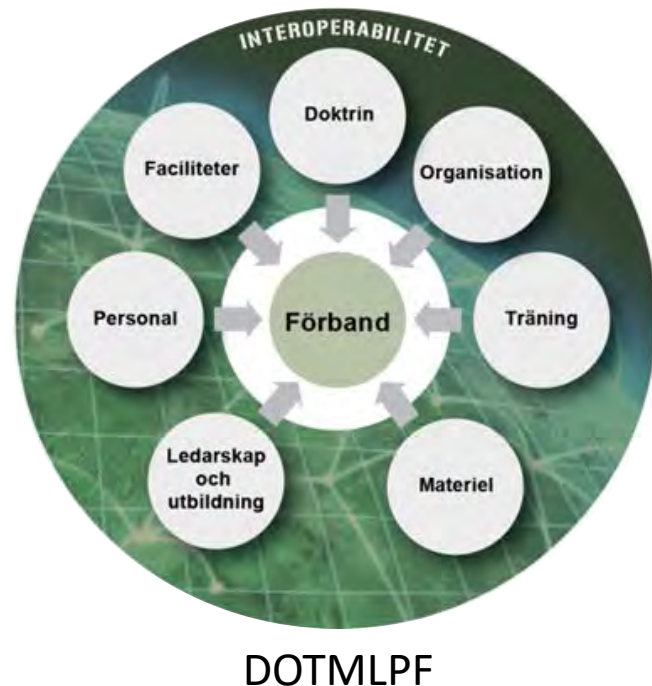 INTEROPERABILITET
Doktrin
Faciliteter
Organisation
Personal
Förband
Träning
Ledarskap
och
utbildning
Materiel
DOTMLPF